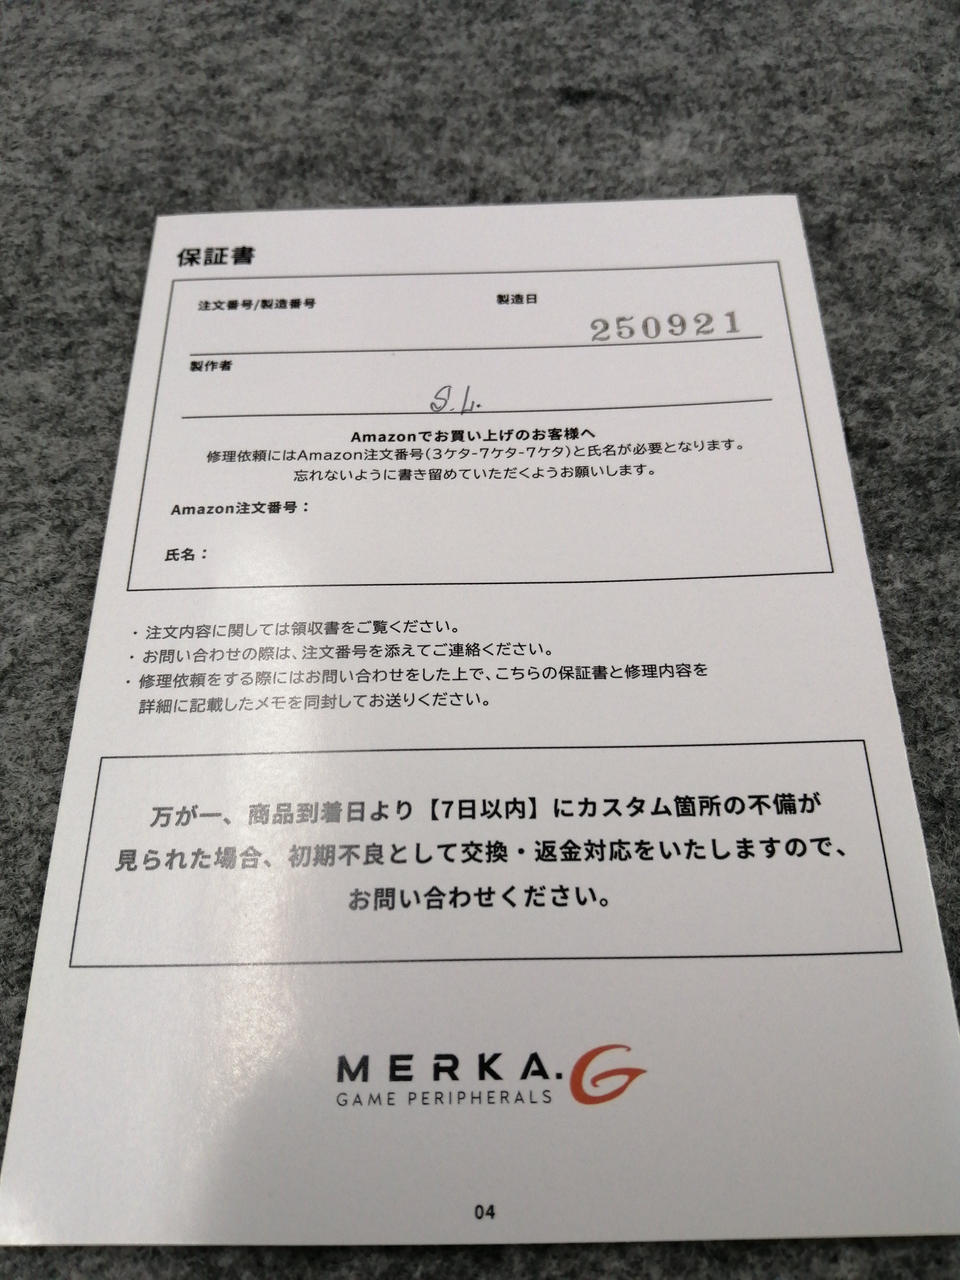 保証書
注文番号/製造番号
製造日
250921
製作者
S.L.
Amazonでお買い上げのお客様へ
修理依頼にはAmazon注文番号(3ケタ-7ケタ-7ケタ)と氏名が必要となります。
忘れないように書き留めていただくようお願いします。
Amazon注文番号：
氏名：
・注文内容に関しては領収書をご覧ください。
・お問い合わせの際は、注文番号を添えてご連絡ください。
・修理依頼をする際にはお問い合わせをした上で、こちらの保証書と修理内容を
詳細に記載したメモを同封してお送りください。
万が一、商品到着日より【7日以内】にカスタム箇所の不備が
見られた場合、初期不良として交換・返金対応をいたしますので、
お問い合わせください。
MERKA.G
GAME PERIPHERALS
04